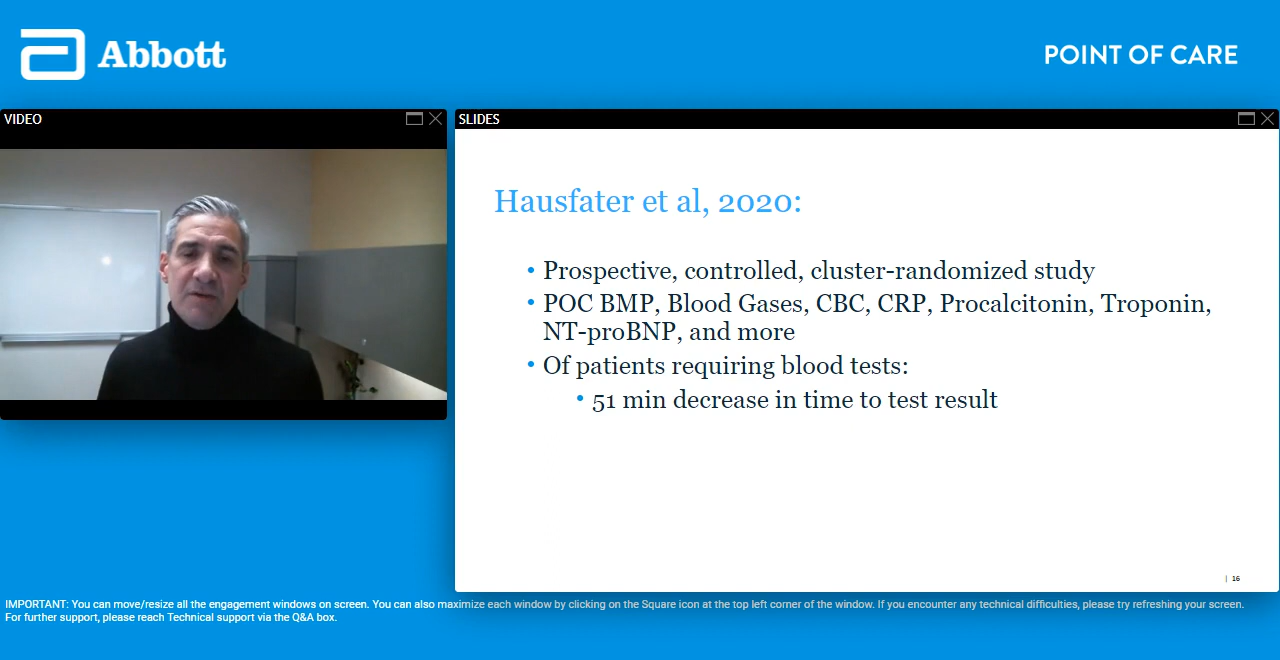 Abbott
POINT OF CARE
VIDEO
SLIDES
Hausfater et al, 2020:
• Prospective, controlled, cluster-randomized study
• POC BMP, Blood Gases, CBC, CRP, Procalcitonin, Troponin,
NT-proBNP, and more
• Of patients requiring blood tests:
• 51 min decrease in time to test result
| 16
IMPORTANT: You can move/resize all the engagement windows on screen. You can also maximize each window by clicking on the Square icon at the top left corner of the window. If you encounter any technical difficulties, please try refreshing your screen.
For further support, please reach Technical support via the Q&A box.